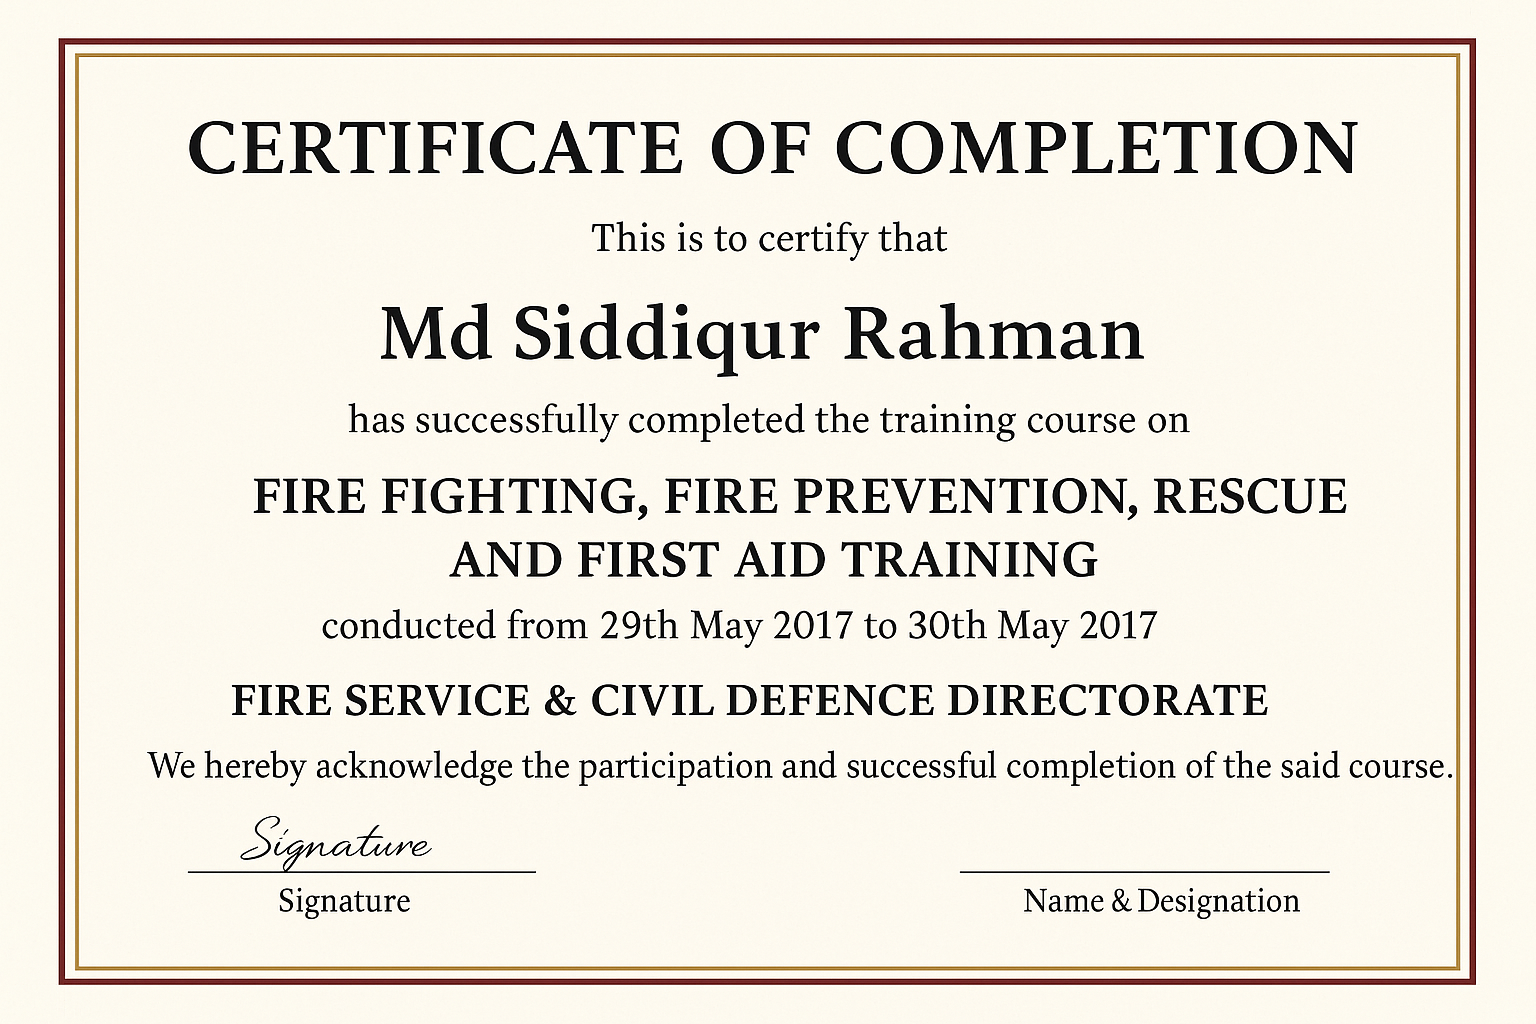 CERTIFICATE OF COMPLETION
This is to certify that
Md Siddiqur Rahman
has successfully completed the training course on
FIRE FIGHTING, FIRE PREVENTION, RESCUE
AND FIRST AID TRAINING
conducted from 29th May 2017 to 30th May 2017
FIRE SERVICE & CIVIL DEFENCE DIRECTORATE
We hereby acknowledge the participation and successful completion of the said course.
Signature
Signature
Name & Designation